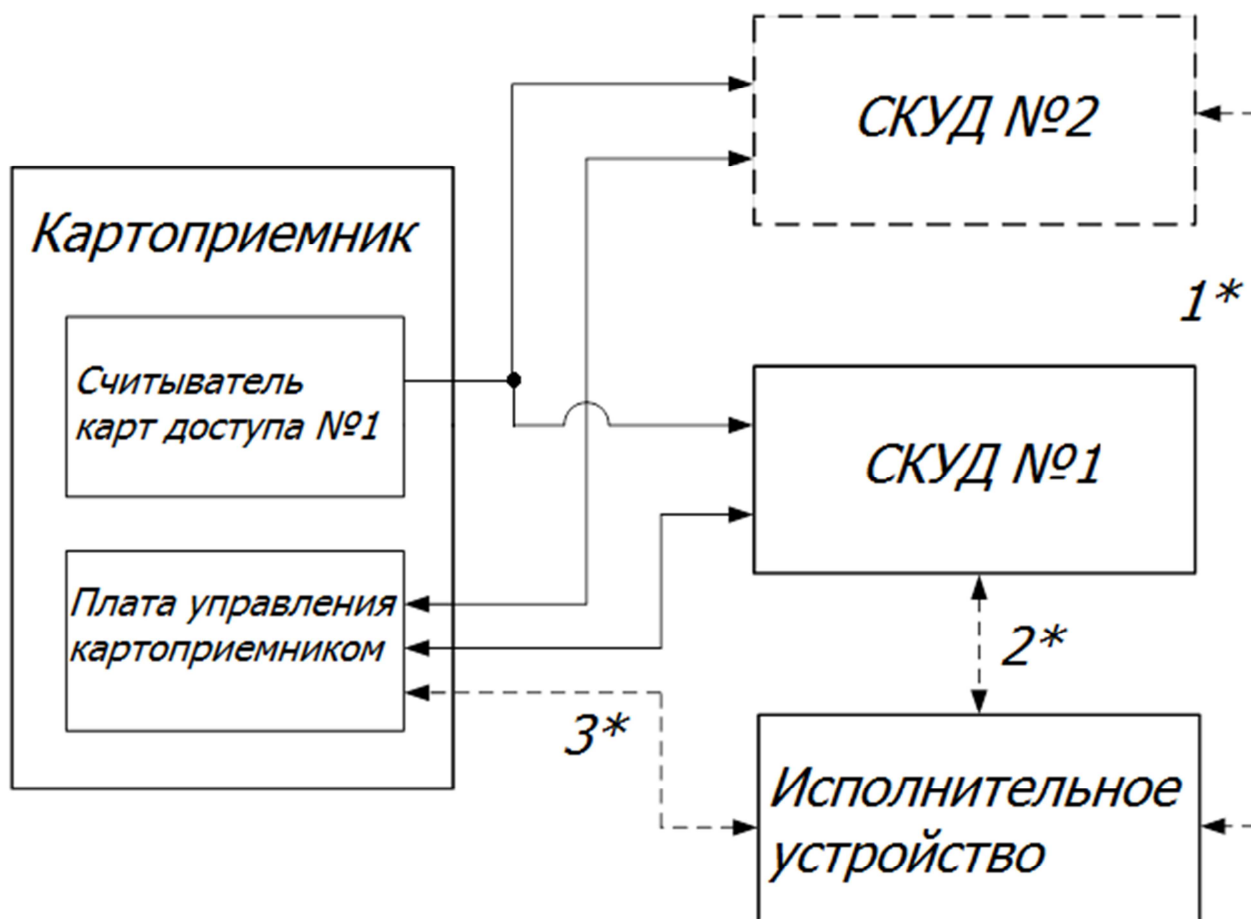 СКУД №2
Картоприемник
1*
Считыватель
карт доступа №1
СКУД №1
Плата управления
картоприемником
2*
3*
Исполнительное
устройство